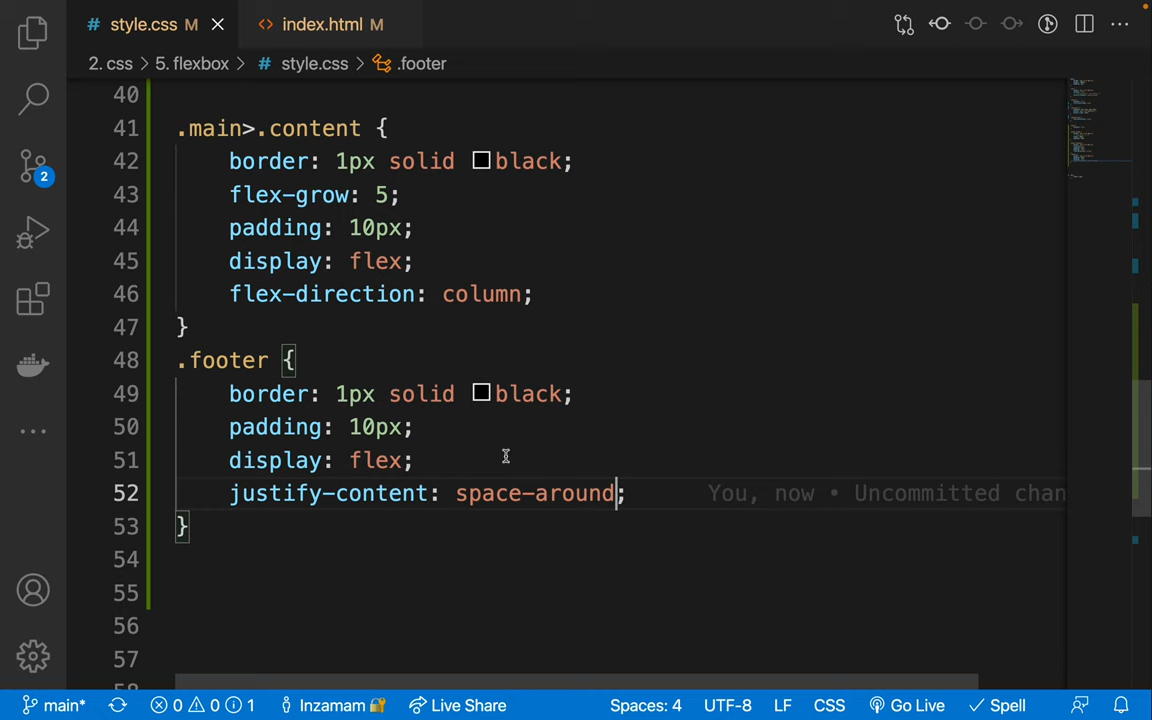 # style.css M ×
<> index.html M
2. css > 5. flexbox > # style.css > .footer
40
41 .main>.content {
42 border: 1px solid black;
43 flex-grow: 5;
44 padding: 10px;
45 display: flex;
46 flex-direction: column;
47 }
48 .footer {
49 border: 1px solid black;
50 padding: 10px;
51 display: flex;
52 justify-content: space-around; You, now • Uncommitted chan
53 }
54
55
56
57
2
main* 0 0 1 Inzamam Live Share Spaces: 4 UTF-8 LF CSS Go Live Spell